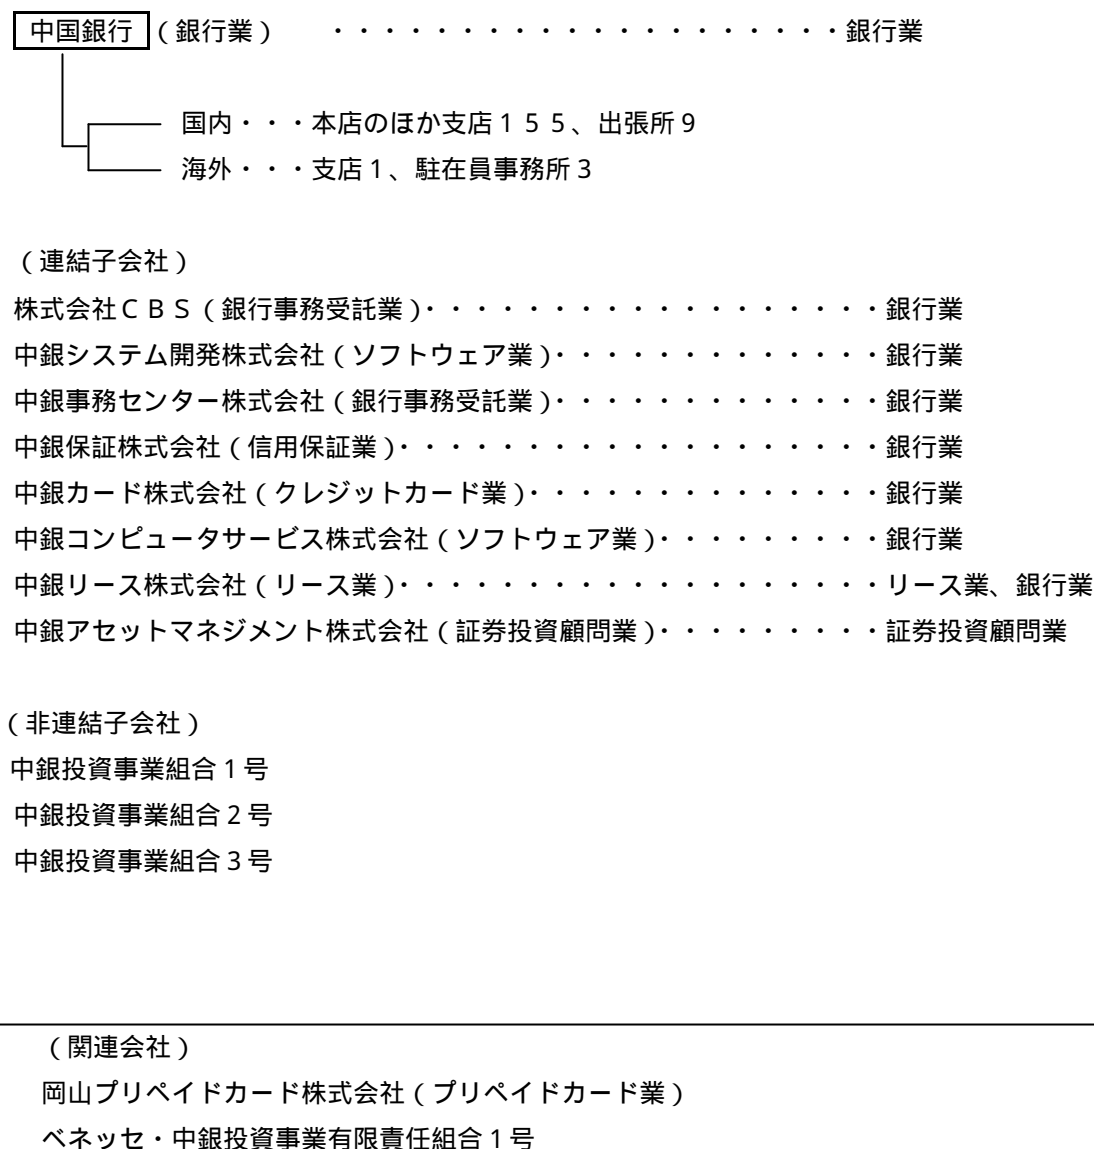 中国銀行（銀行業）　・・・・・・・・・・・・・・・・・・・・銀行業
国内・・・本店のほか支店１５５、出張所９
海外・・・支店１、駐在員事務所３
（連結子会社）
株式会社ＣＢＳ（銀行事務受託業）・・・・・・・・・・・・・・・・・・銀行業
中銀システム開発株式会社（ソフトウェア業）・・・・・・・・・・・・・銀行業
中銀事務センター株式会社（銀行事務受託業）・・・・・・・・・・・・・銀行業
中銀保証株式会社（信用保証業）・・・・・・・・・・・・・・・・・・・銀行業
中銀カード株式会社（クレジットカード業）・・・・・・・・・・・・・・銀行業
中銀コンピュータサービス株式会社（ソフトウェア業）・・・・・・・・・銀行業
中銀リース株式会社（リース業）・・・・・・・・・・・・・・・・・・・リース業、銀行業
中銀アセットマネジメント株式会社（証券投資顧問業）・・・・・・・・・証券投資顧問業
（非連結子会社）
中銀投資事業組合１号
中銀投資事業組合２号
中銀投資事業組合３号
（関連会社）
岡山プリペイドカード株式会社（プリペイドカード業）
ベネッセ・中銀投資事業有限責任組合１号